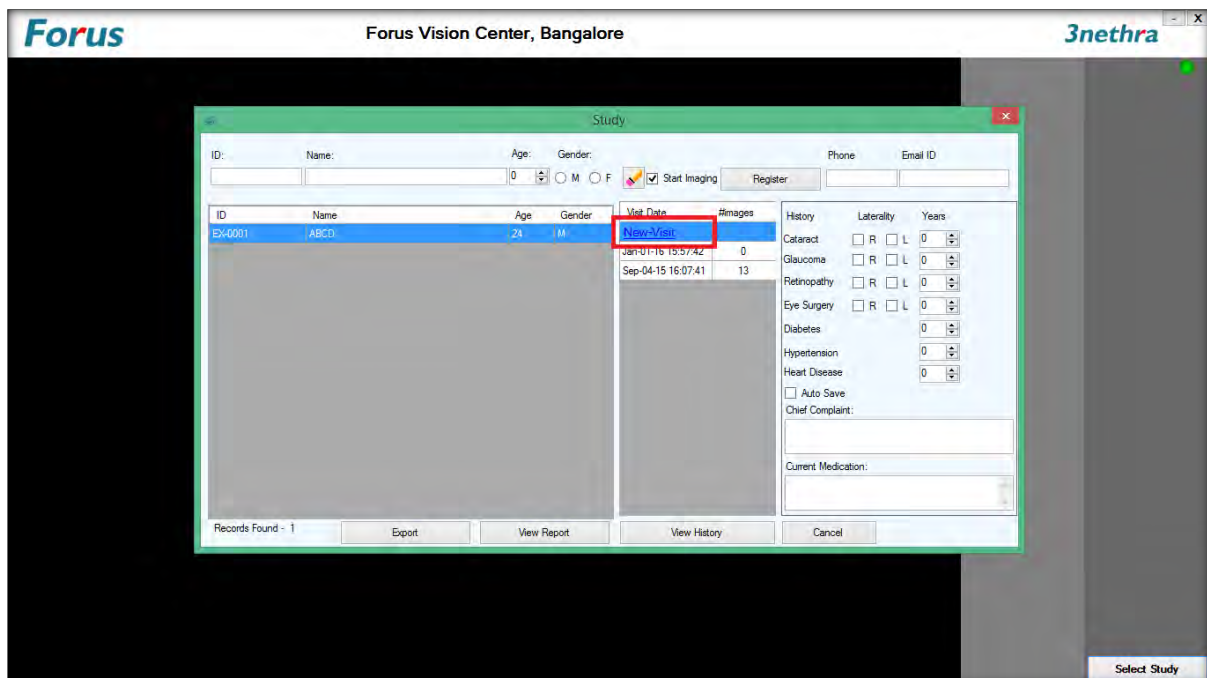 Forus Forus Vision Center, Bangalore 3nethra - X
Study x
ID: Name: Age: Gender: Phone Email ID
0 M F Start Imaging Register
ID Name Age Gender Visit Date #images History Laterality Years
EX-0001 ABCD 24 M New-Visit
Cataract R L 0
Jan-01-16 15:57:42 0
Glaucoma R L 0
Sep-04-15 16:07:41 13
Retinopathy R L 0
Eye Surgery R L 0
Diabetes 0
Hypertension 0
Heart Disease 0
Auto Save
Chief Complaint:
Current Medication:
Records Found - 1 Export View Report View History Cancel
Select Study